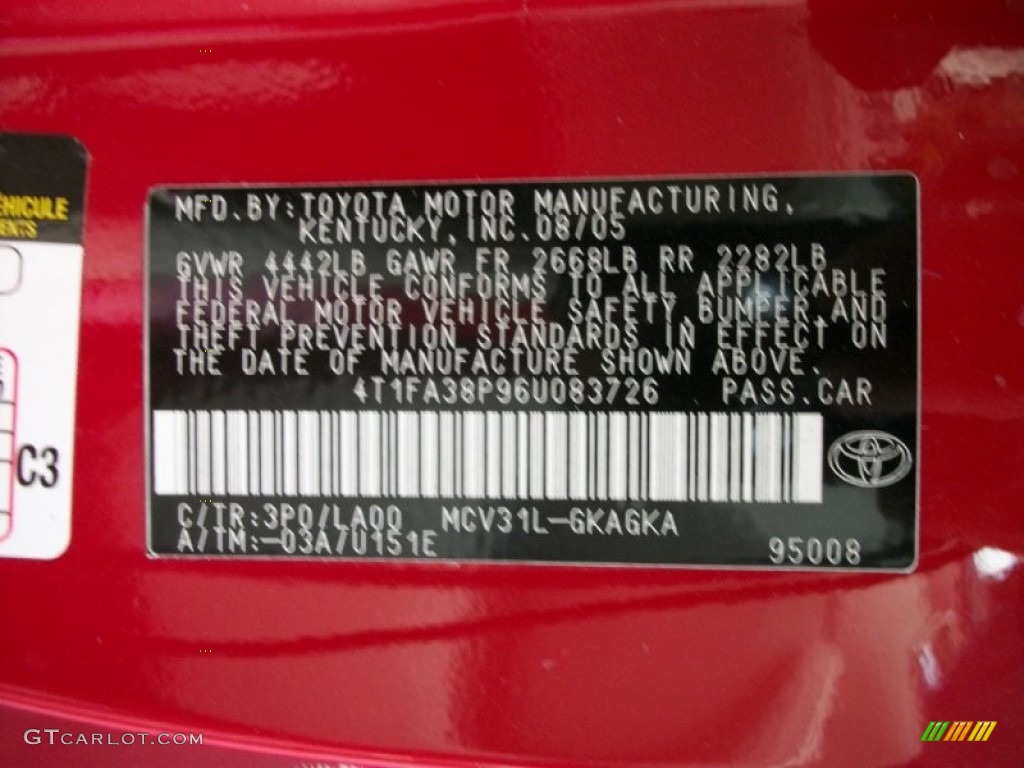 ÉHICULE
ENTS
C3
MFD.BY:TOYOTA MOTOR MANUFACTURING,
KENTUCKY,INC.08/05
GVWR 4442LB GAWR FR 2668LB RR 2282LB
THIS VEHICLE CONFORMS TO ALL APPLICABLE
FEDERAL MOTOR VEHICLE SAFETY,BUMPER,AND
THEFT PREVENTION STANDARDS IN EFFECT ON
THE DATE OF MANUFACTURE SHOWN ABOVE.
4T1FA38P96U083726 PASS.CAR
C/TR:3P0/LA00 MCV31L-GKAGKA
A/TM:-03A/U151E
95008
GTCARLOT.COM